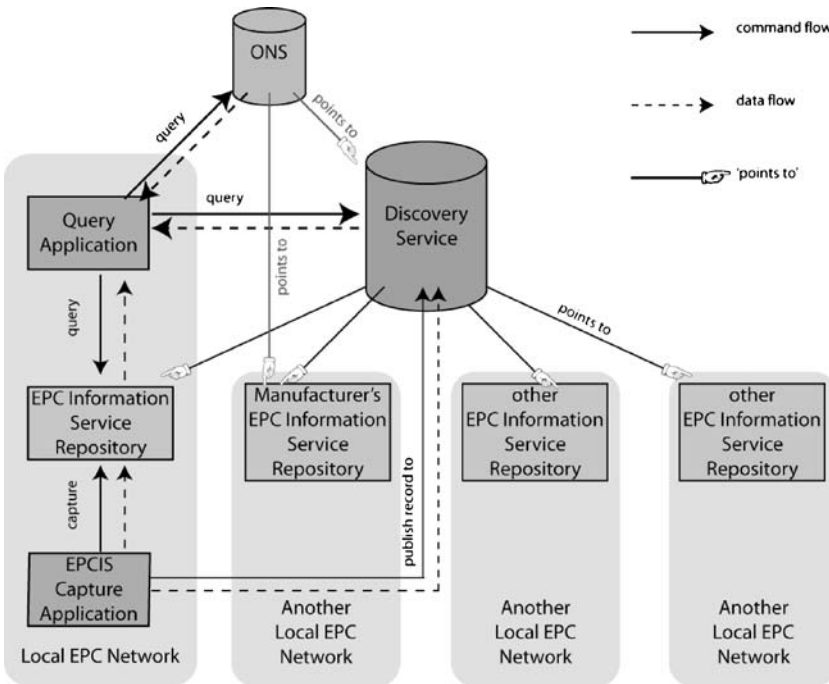 ONS
command flow
data flow
'points to'
query
points to
Query
Application
query
Discovery
Service
points to
query
points to
EPC Information
Service
Repository
Manufacturer's
EPC Information
Service
Repository
other
EPC Information
Service
Repository
other
EPC Information
Service
Repository
capture
publish record to
EPCIS
Capture
Application
Local EPC Network
Another
Local EPC
Network
Another
Local EPC
Network
Another
Local EPC
Network